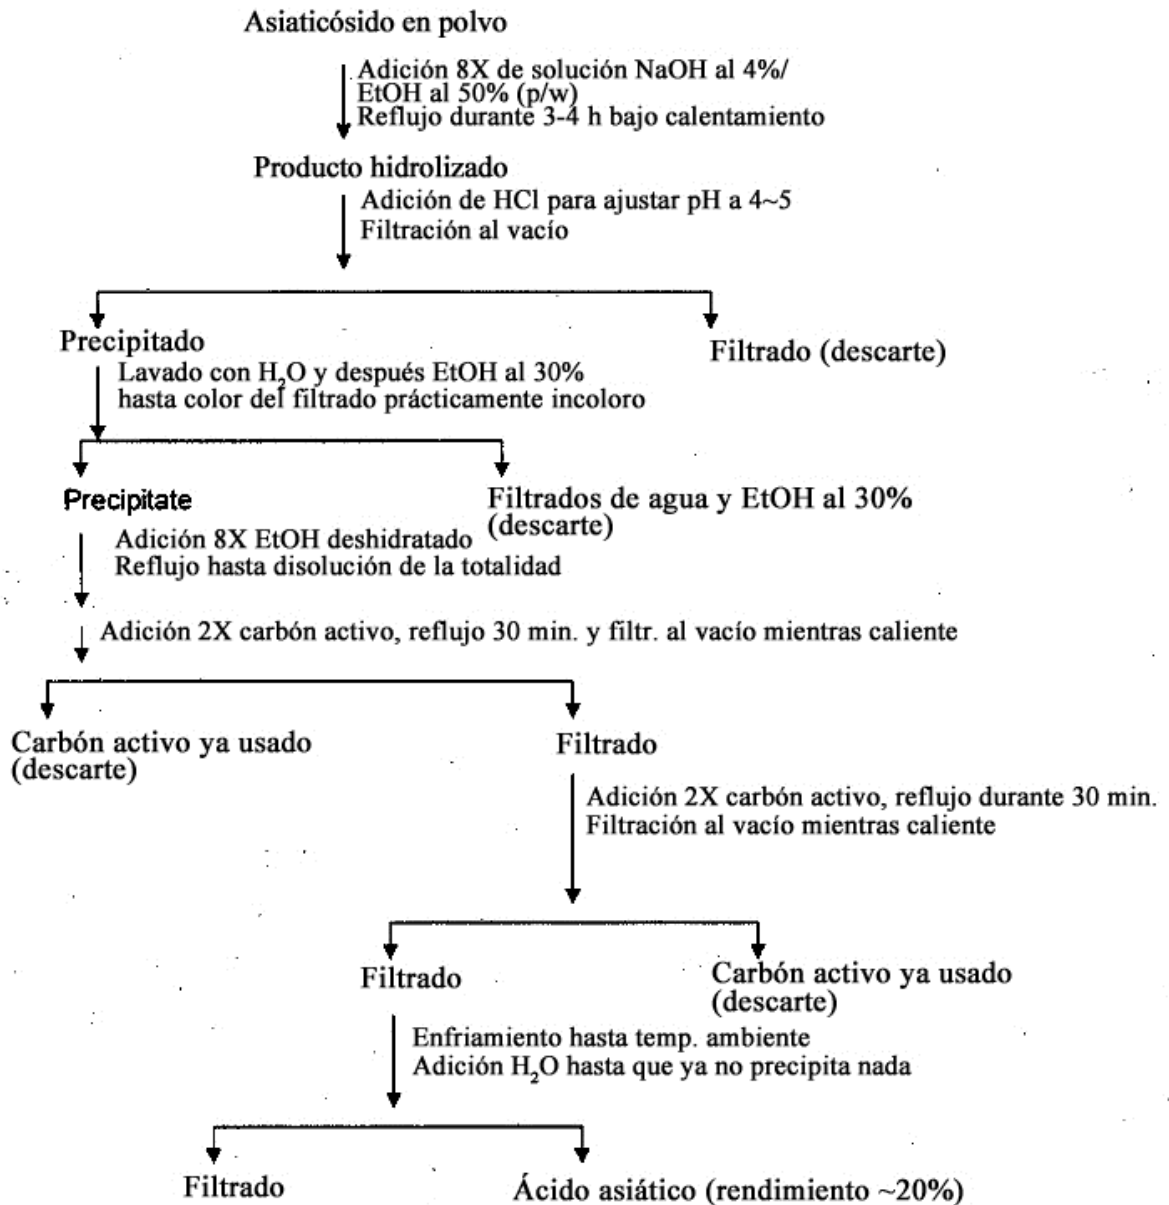 Asiaticósido en polvo
Adición 8X de solución NaOH al 4%/
EtOH al 50% (p/w)
Reflujo durante 3-4 h bajo calentamiento
Producto hidrolizado
Adición de HCl para ajustar pH a 4~5
Filtración al vacío
Precipitado
Filtrado (descarte)
Lavado con H₂O y después EtOH al 30%
hasta color del filtrado prácticamente incoloro
Precipitate
Filtrados de agua y EtOH al 30%
(descarte)
Adición 8X EtOH deshidratado
Reflujo hasta disolución de la totalidad
Adición 2X carbón activo, reflujo 30 min. y filtr. al vacío mientras caliente
Carbón activo ya usado
(descarte)
Filtrado
Adición 2X carbón activo, reflujo durante 30 min.
Filtración al vacío mientras caliente
Filtrado
Carbón activo ya usado
(descarte)
Enfriamiento hasta temp. ambiente
Adición H₂O hasta que ya no precipita nada
Filtrado
Ácido asiático (rendimiento ~20%)